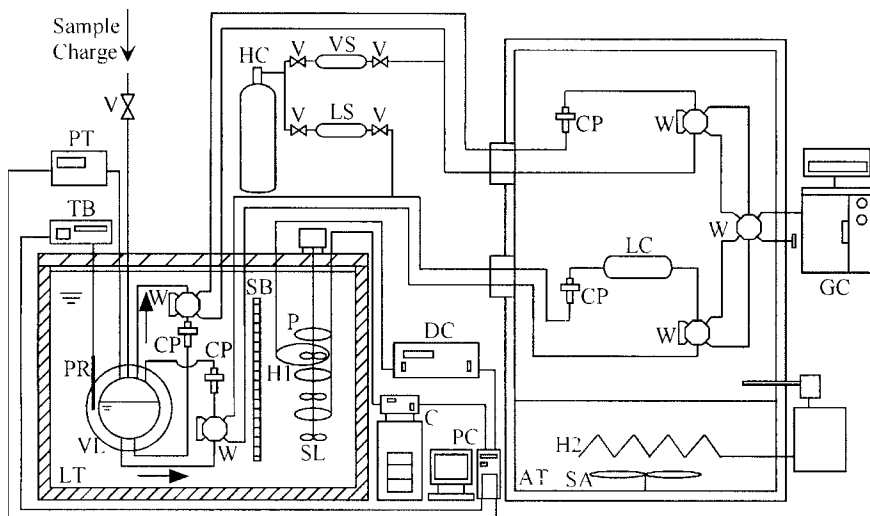 Sample
Charge
V
HC
V
VS
V
V
LS
V
PT
TB
CP
W
W
GC
LC
CP
W
W
SB
P
H1
CP
CP
PR
VL
W
LT
SL
DC
C
PC
AT
H2
SA